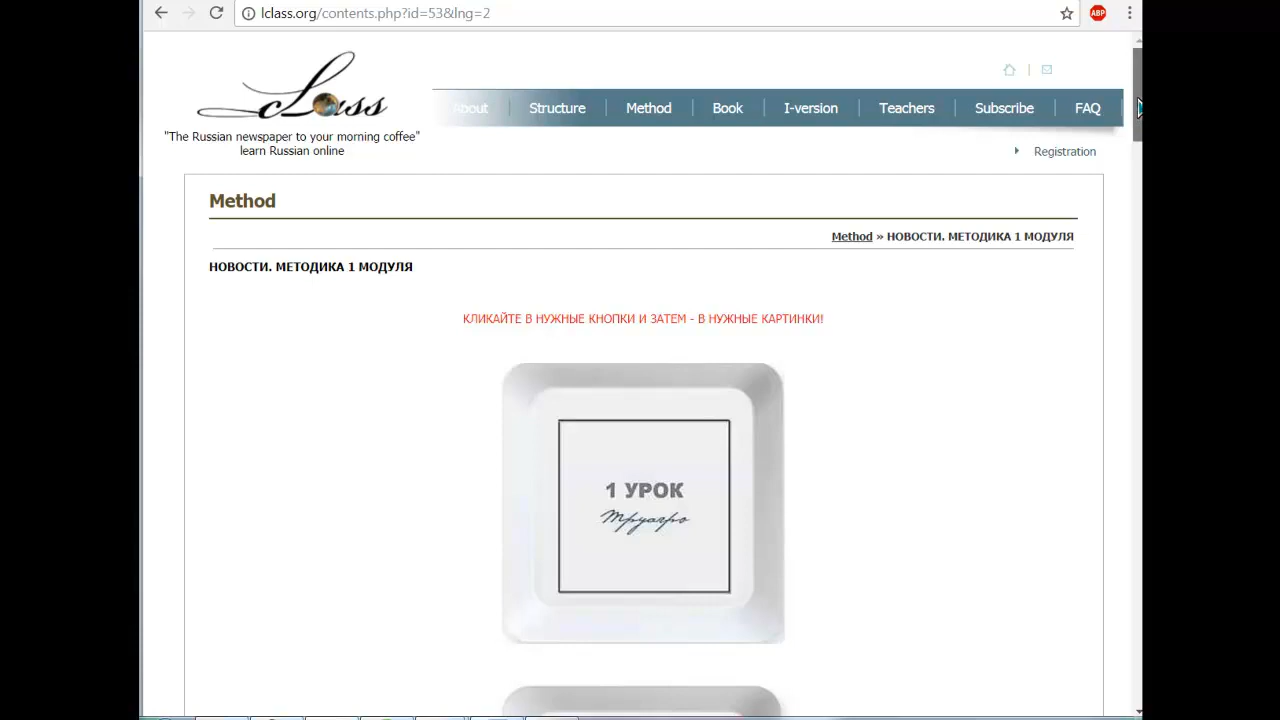 lclass.org/contents.php?id=53&lng=2
ABP
cLass
"The Russian newspaper to your morning coffee"
learn Russian online
About
Structure
Method
Book
I-version
Teachers
Subscribe
FAQ
Registration
Method
Method » НОВОСТИ. МЕТОДИКА 1 МОДУЛЯ
НОВОСТИ. МЕТОДИКА 1 МОДУЛЯ
КЛИКАЙТЕ В НУЖНЫЕ КНОПКИ И ЗАТЕМ - В НУЖНЫЕ КАРТИНКИ!
1 УРОК